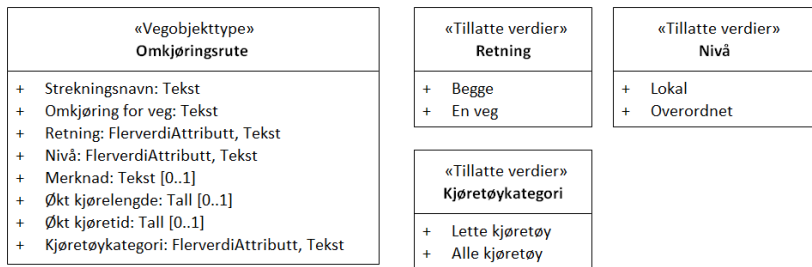 «Vegobjekttype»
Omkjøringsrute
+ Strekningsnavn: Tekst
+ Omkjøring for veg: Tekst
+ Retning: FlerverdiAttributt, Tekst
+ Nivå: FlerverdiAttributt, Tekst
+ Merknad: Tekst [0..1]
+ Økt kjørelengde: Tall [0..1]
+ Økt kjøretid: Tall [0..1]
+ Kjøretøykategori: FlerverdiAttributt, Tekst
«Tillatte verdier»
Retning
+ Begge
+ En veg
«Tillatte verdier»
Nivå
+ Lokal
+ Overordnet
«Tillatte verdier»
Kjøretøykategori
+ Lette kjøretøy
+ Alle kjøretøy